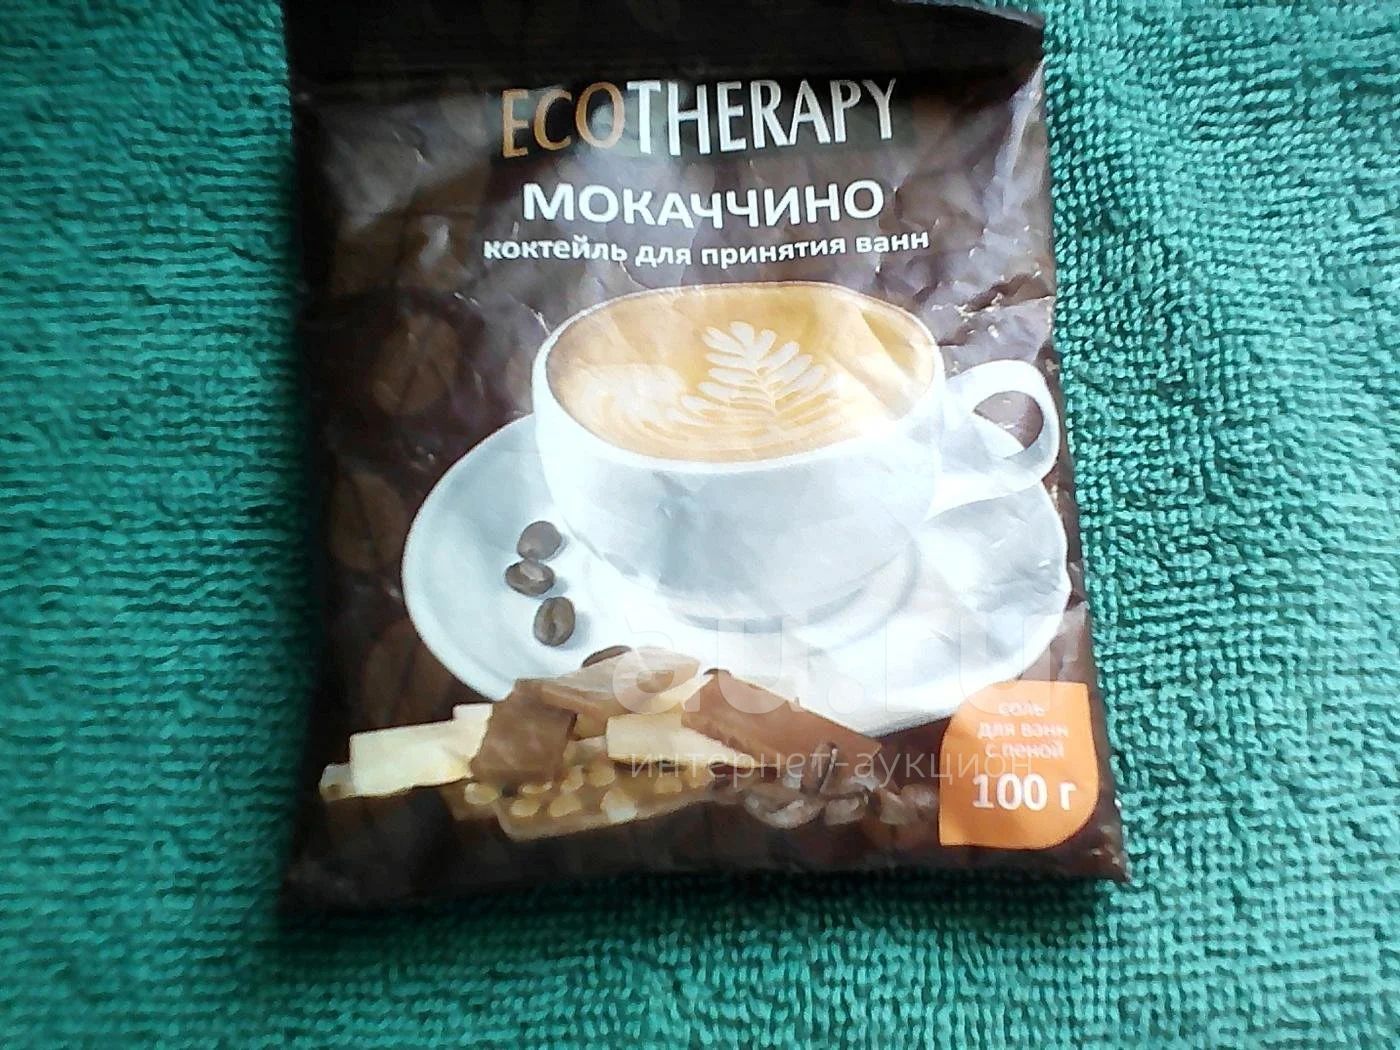 ECOTHERAPY
МОКАЧЧИНО
коктейль для принятия ванн
au.ru
интернет-аукцион
соль
для ванн
с пеной
100 г